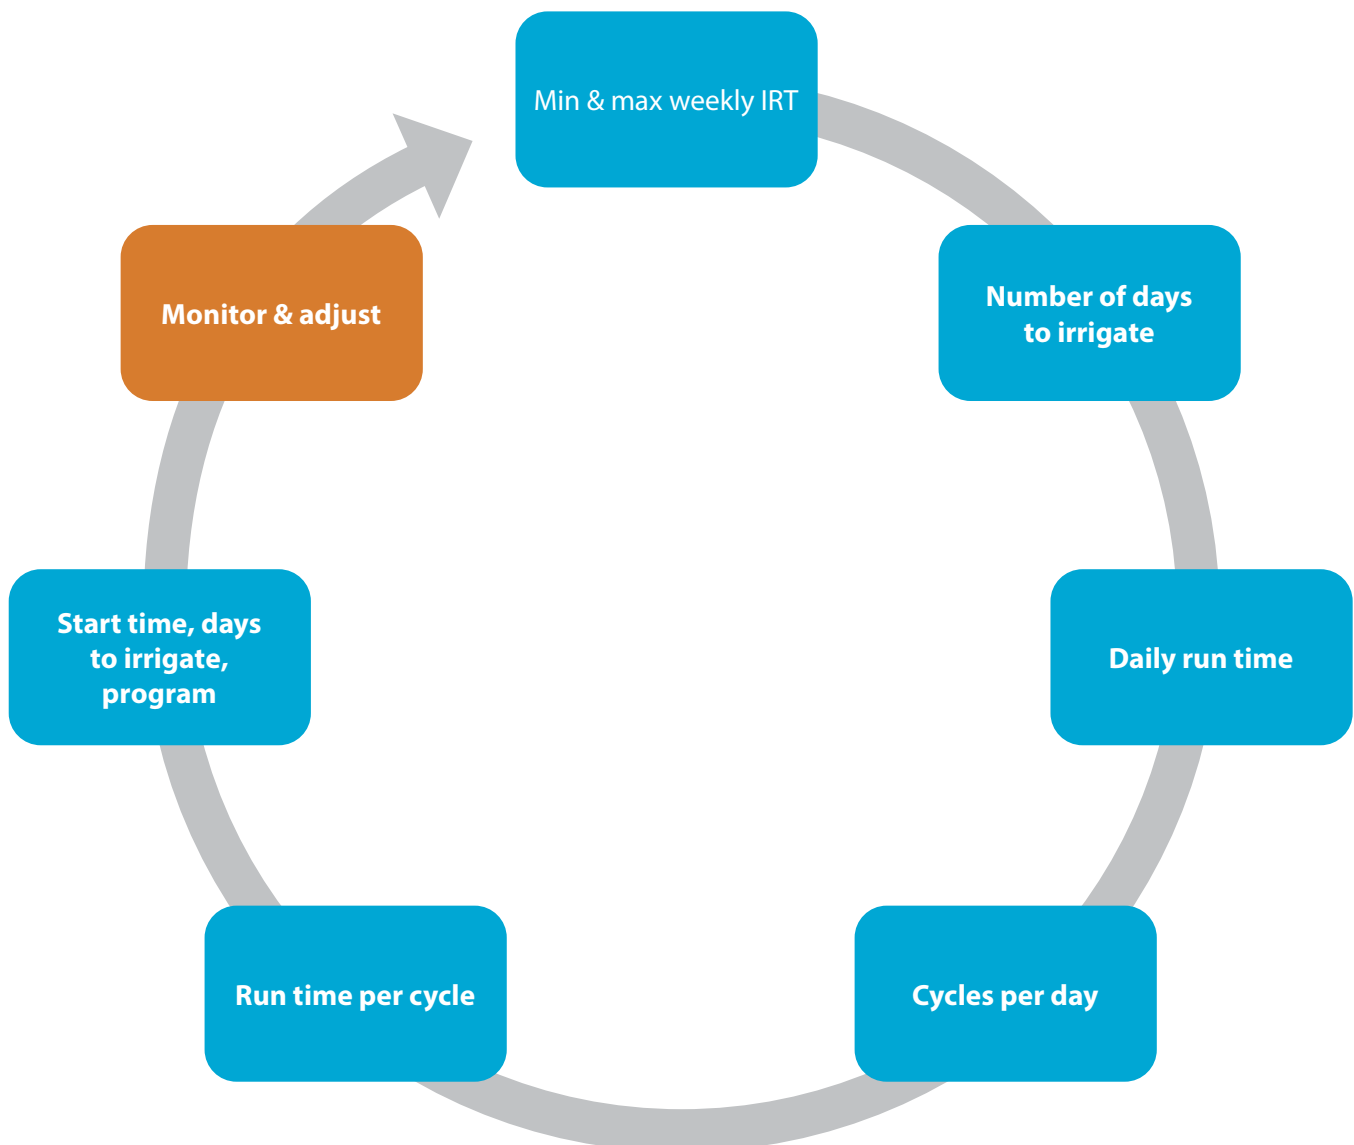 Min & max weekly IRT
Number of days
to irrigate
Daily run time
Cycles per day
Run time per cycle
Start time, days
to irrigate,
program
Monitor & adjust